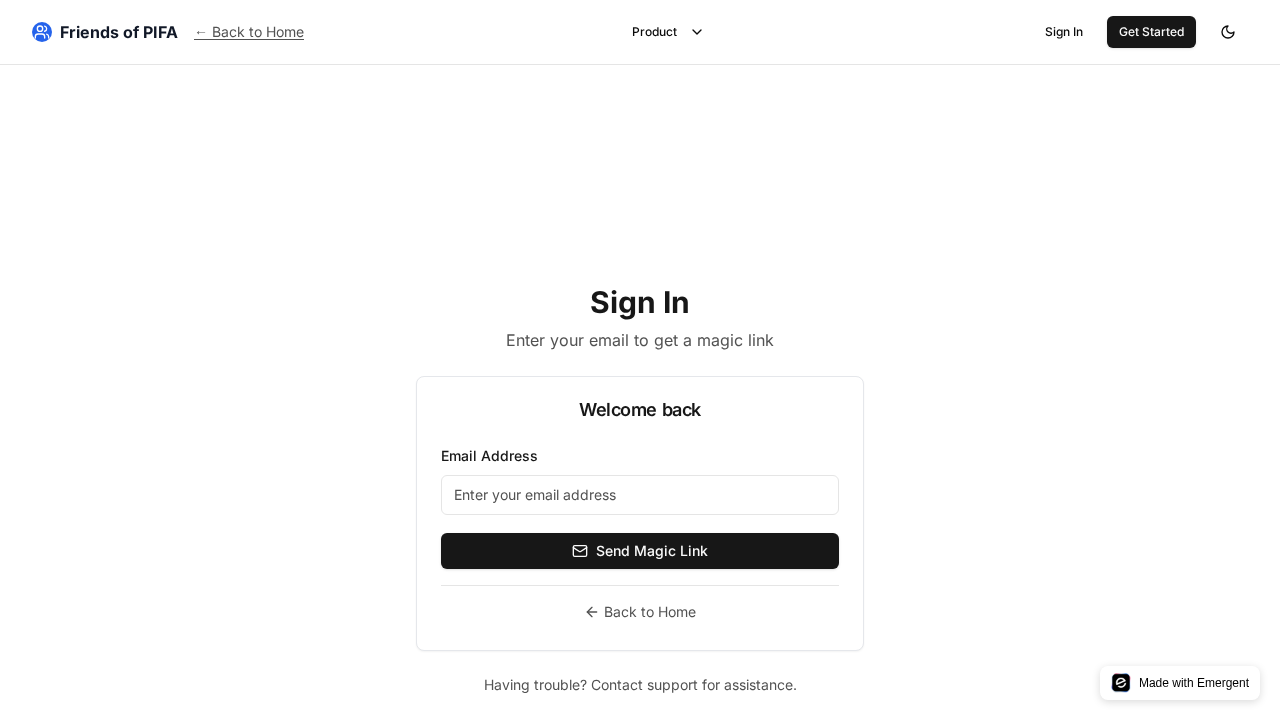 Friends of PIFA
← Back to Home
Product
Sign In
Get Started
Sign In
Enter your email to get a magic link
Welcome back
Email Address
Enter your email address
Send Magic Link
Back to Home
Having trouble? Contact support for assistance.
Made with Emergent